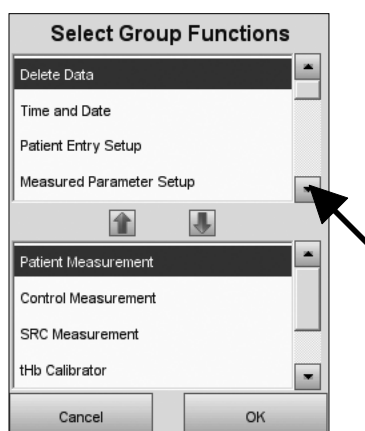 Select Group Functions
Delete Data
Time and Date
Patient Entry Setup
Measured Parameter Setup
Patient Measurement
Control Measurement
SRC Measurement
tHb Calibrator
Cancel OK